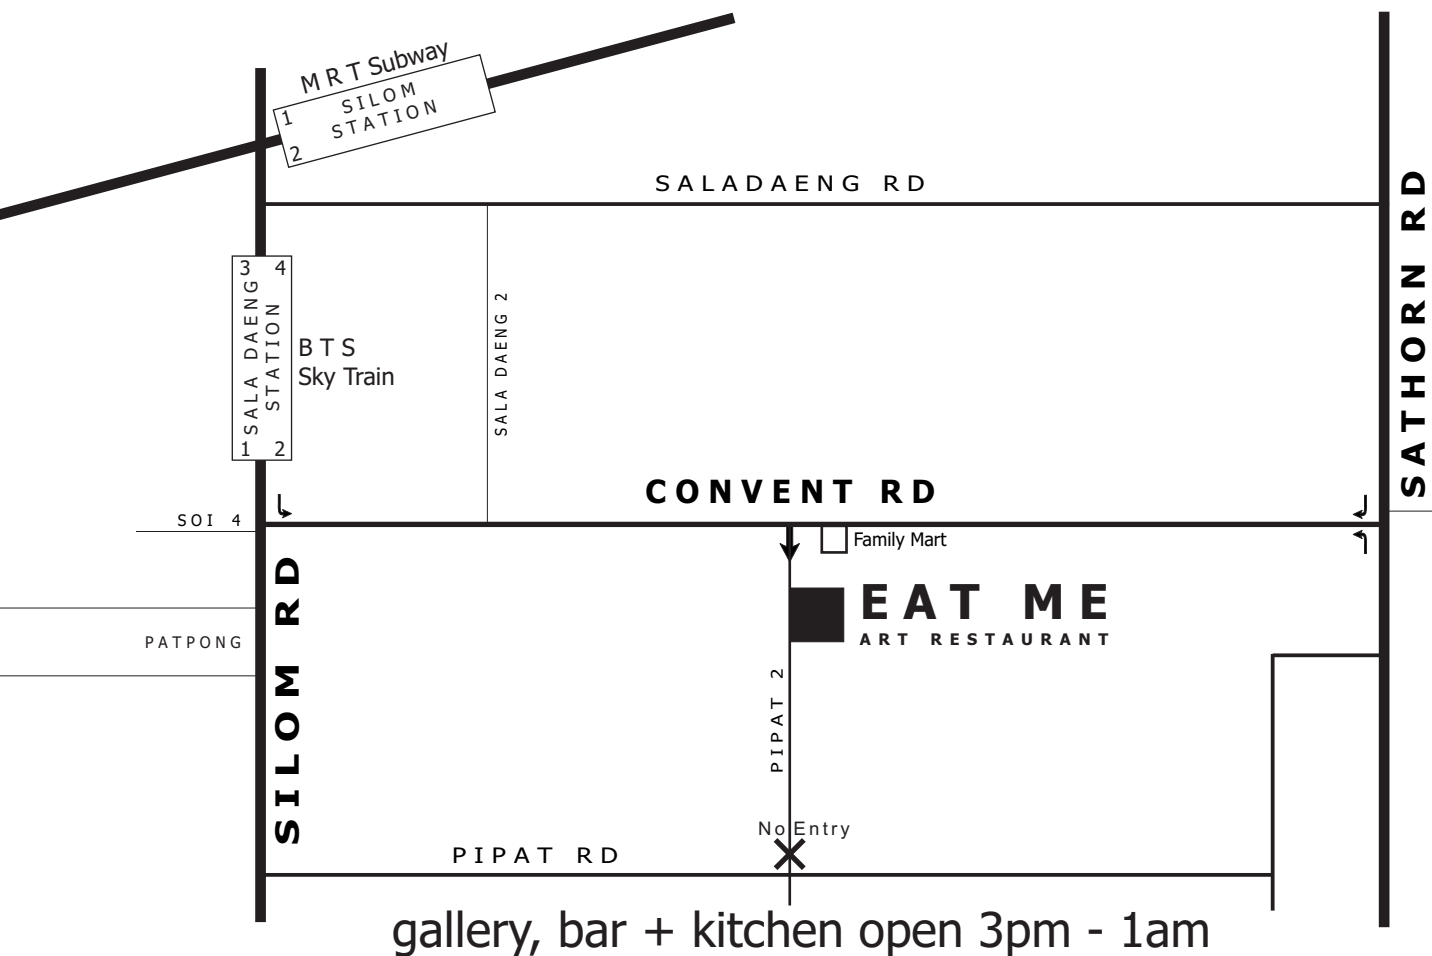 M R T Subway
1
SILOM
STATION
2
SALADAENG RD
SATHORN RD
3 4
SALA DAENG
STATION
1 2
B T S
Sky Train
SALA DAENG 2
CONVENT RD
SOI 4
Family Mart
SILOM RD
EAT ME
ART RESTAURANT
PATPONG
PIPAT 2
No Entry
PIPAT RD
gallery, bar + kitchen open 3pm - 1am